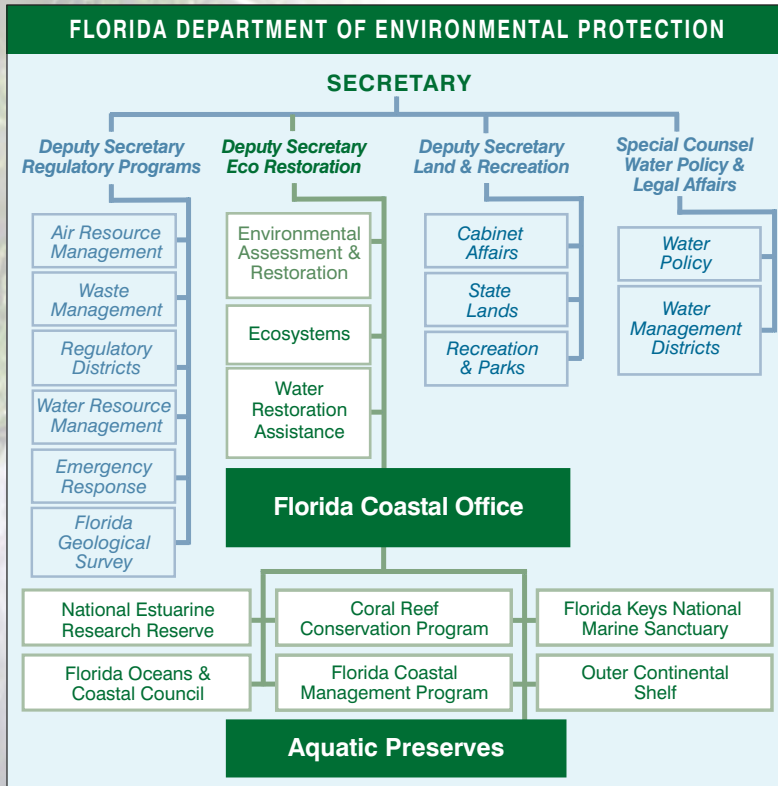 FLORIDA DEPARTMENT OF ENVIRONMENTAL PROTECTION
SECRETARY
Deputy Secretary
Regulatory Programs
Air Resource
Management
Waste
Management
Regulatory
Districts
Water Resource
Management
Emergency
Response
Florida
Geological
Survey
Deputy Secretary
Eco Restoration
Environmental
Assessment &
Restoration
Ecosystems
Water
Restoration
Assistance
Deputy Secretary
Land & Recreation
Cabinet
Affairs
State
Lands
Recreation
& Parks
Special Counsel
Water Policy &
Legal Affairs
Water
Policy
Water
Management
Districts
Florida Coastal Office
National Estuarine
Research Reserve
Coral Reef
Conservation Program
Florida Keys National
Marine Sanctuary
Florida Oceans &
Coastal Council
Florida Coastal
Management Program
Outer Continental
Shelf
Aquatic Preserves